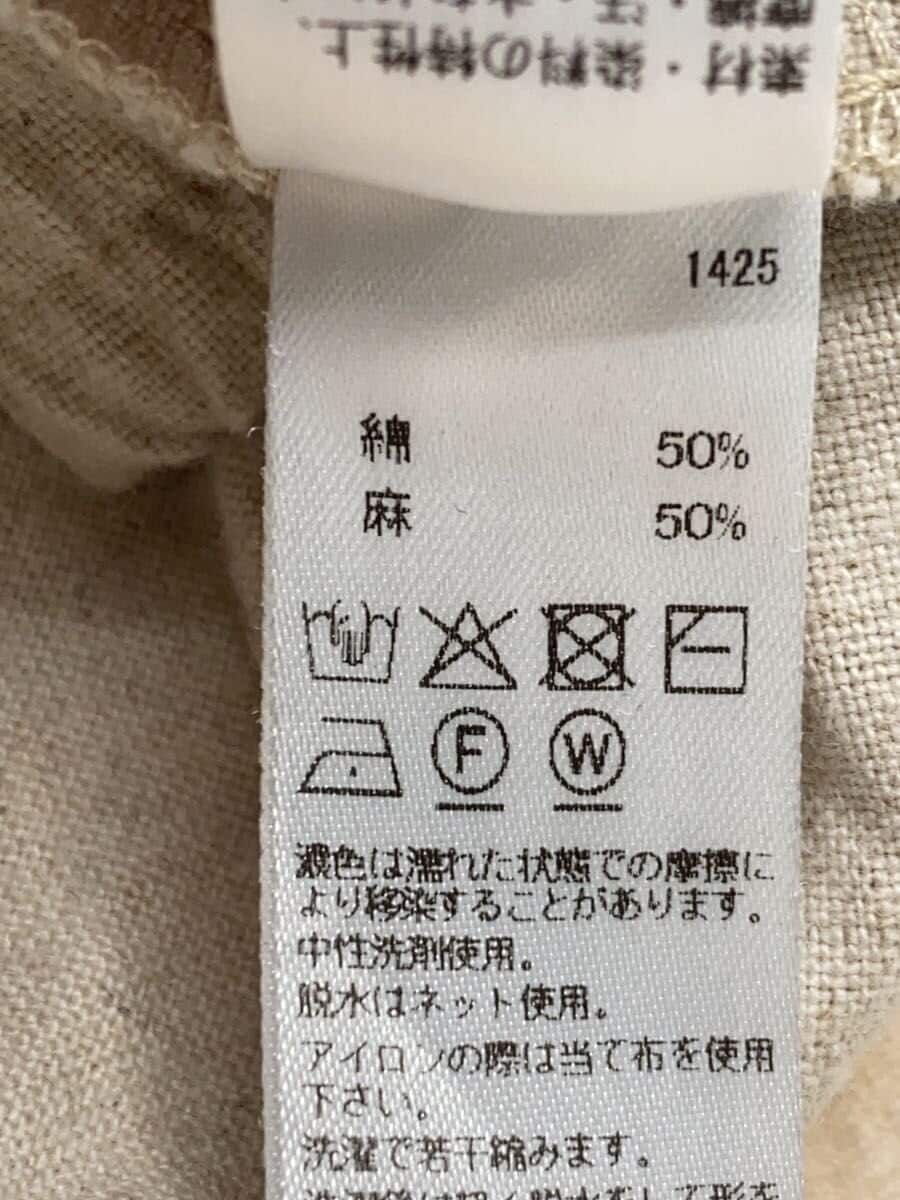 素材・染料の特性上、
1425
綿 50%
麻 50%
F W
濃色は濡れた状態での摩擦に
より移染することがあります。
中性洗剤使用。
脱水はネット使用。
アイロンの際は当て布を使用
下さい。
洗濯で若干縮みます。